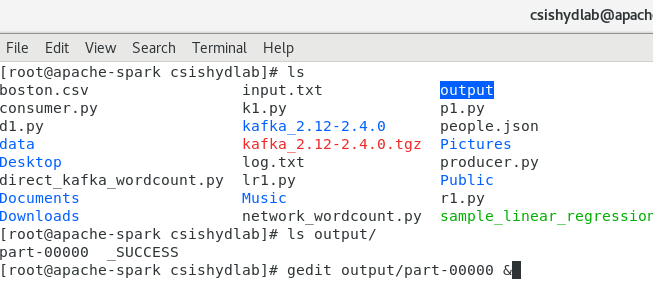 csishydlab@apache
File Edit View Search Terminal Help
[root@apache-spark csishydlab]# ls
boston.csv input.txt output
consumer.py k1.py p1.py
d1.py kafka_2.12-2.4.0 people.json
data kafka_2.12-2.4.0.tgz Pictures
Desktop log.txt producer.py
direct_kafka_wordcount.py lr1.py Public
Documents Music r1.py
Downloads network_wordcount.py sample_linear_regression
[root@apache-spark csishydlab]# ls output/
part-00000 _SUCCESS
[root@apache-spark csishydlab]# gedit output/part-00000 &